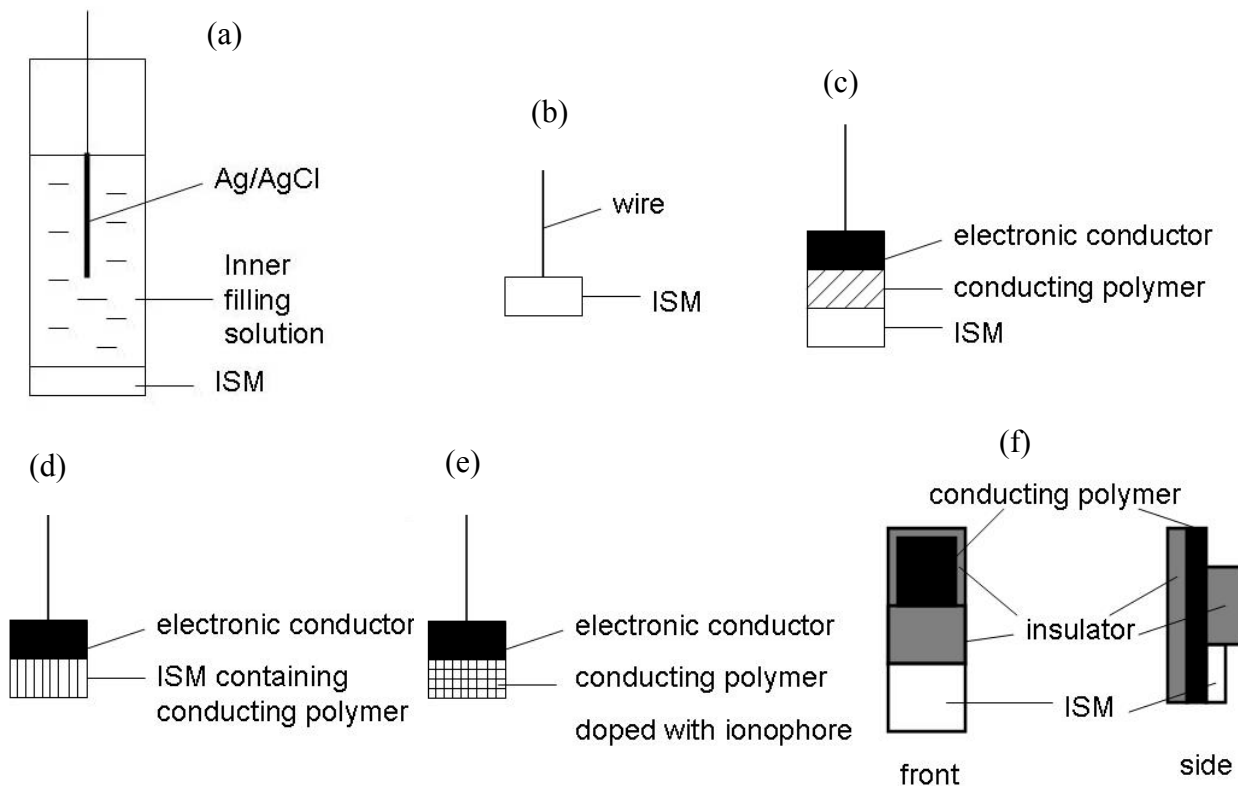 (a)
Ag/AgCl
Inner
filling
solution
ISM
(b)
wire
ISM
(c)
electronic conductor
conducting polymer
ISM
(d)
electronic conductor
ISM containing
conducting polymer
(e)
electronic conductor
conducting polymer
doped with ionophore
(f)
conducting polymer
insulator
ISM
front
side